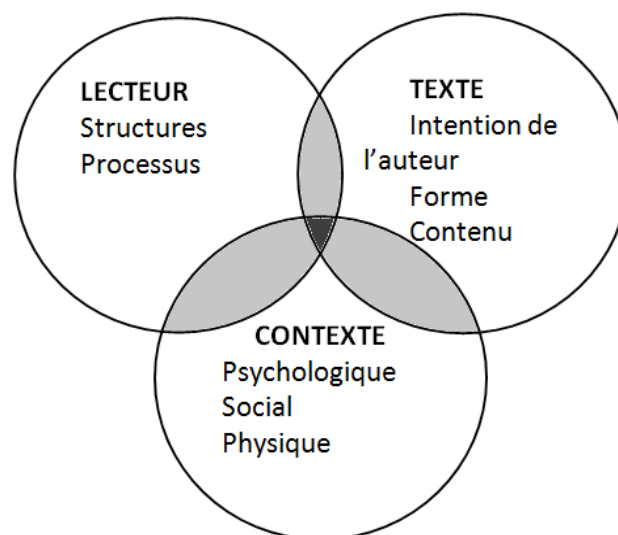 LECTEUR
Structures
Processus
TEXTE
Intention de
l'auteur
Forme
Contenu
CONTEXTE
Psychologique
Social
Physique